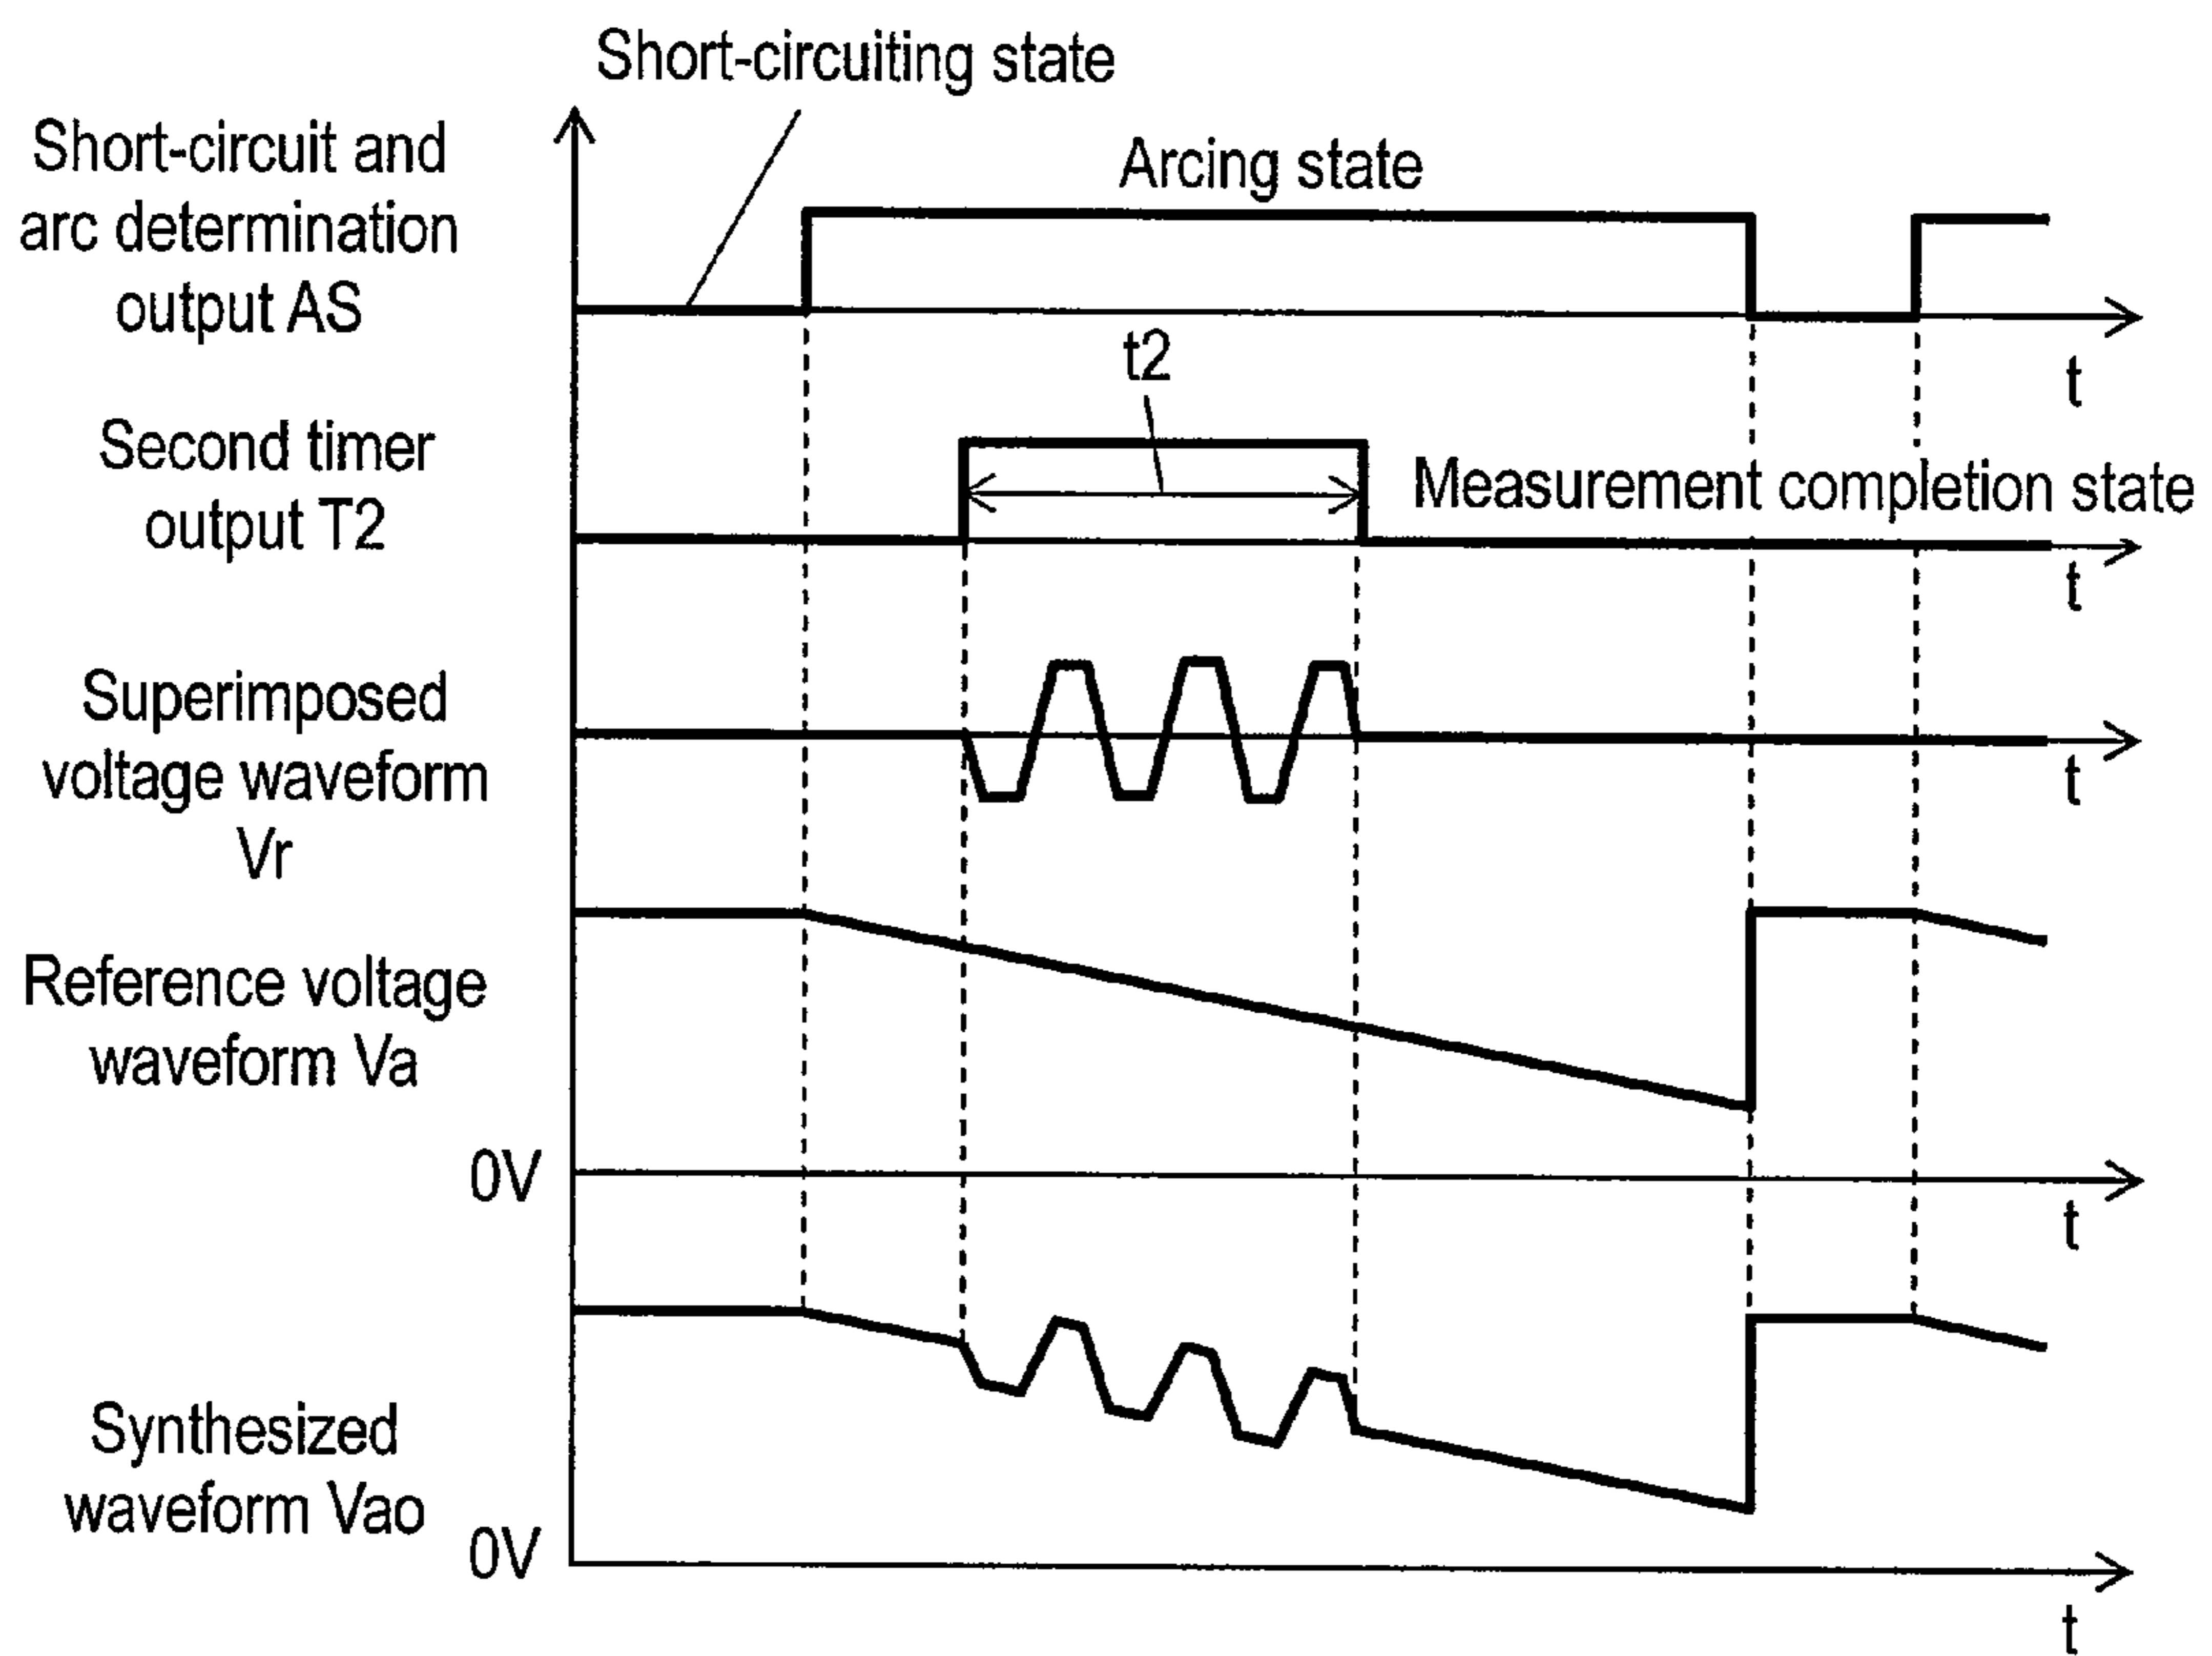 Short-circuiting state
Short-circuit and
arc determination
output AS
Arcing state
t
t2
Second timer
output T2
Measurement completion state
t
Superimposed
voltage waveform
Vr
t
Reference voltage
waveform Va
0V
t
Synthesized
waveform Vao
0V
t